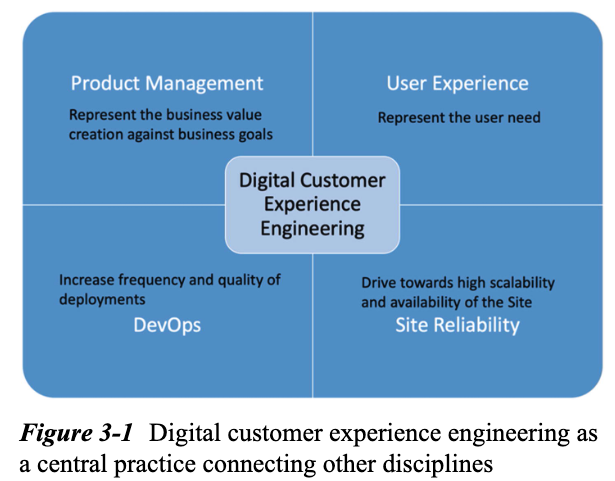 Product Management
Represent the business value
creation against business goals
User Experience
Represent the user need
Digital Customer
Experience
Engineering
Increase frequency and quality of
deployments
DevOps
Drive towards high scalability
and availability of the Site
Site Reliability
Figure 3-1 Digital customer experience engineering as
a central practice connecting other disciplines